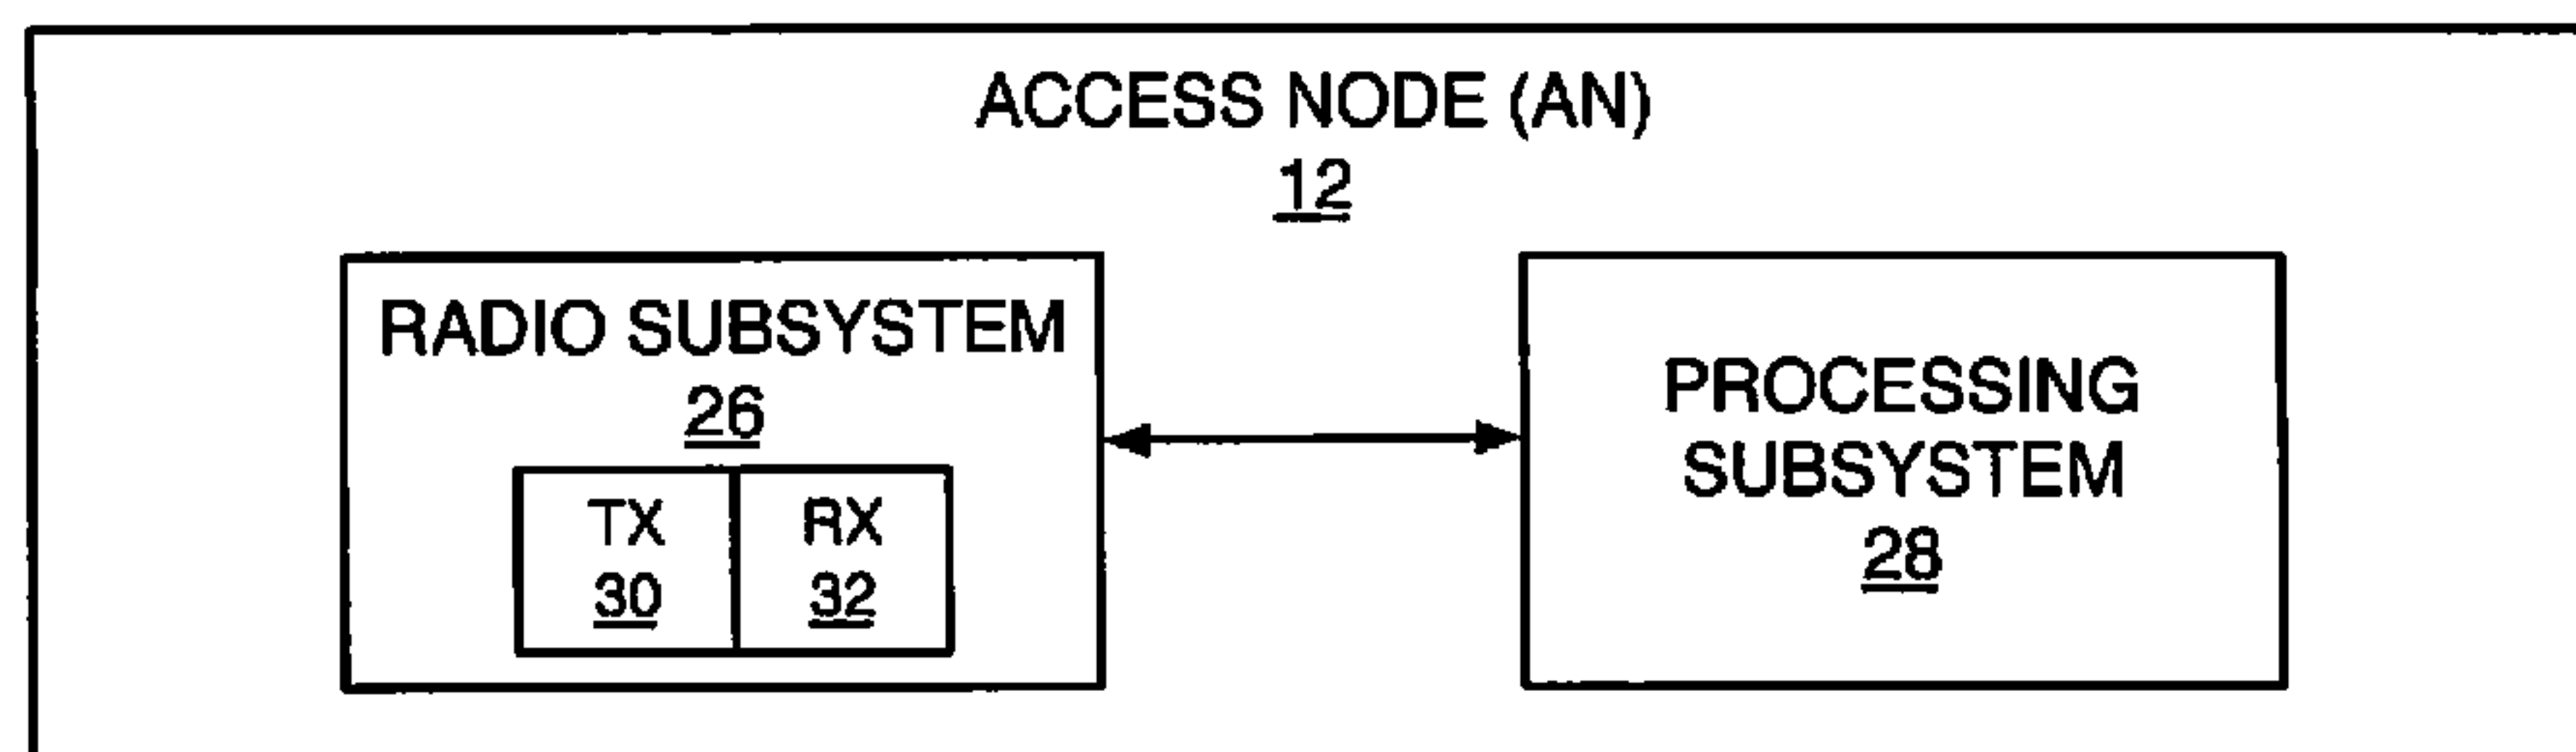 ACCESS NODE (AN)
12
RADIO SUBSYSTEM
26
TX
30
RX
32
PROCESSING
SUBSYSTEM
28